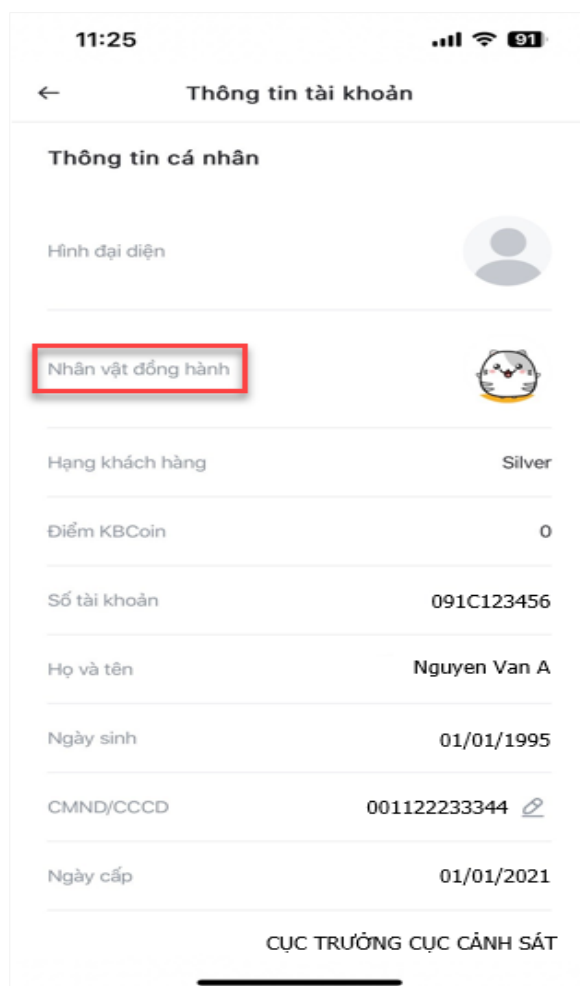 11:25
91
Thông tin tài khoản
Thông tin cá nhân
Hình đại diện
Nhân vật đồng hành
Hạng khách hàng Silver
Điểm KBCoin 0
Số tài khoản 091C123456
Họ và tên Nguyen Van A
Ngày sinh 01/01/1995
CMND/CCCD 001122233344
Ngày cấp 01/01/2021
CỤC TRƯỞNG CỤC CẢNH SÁT